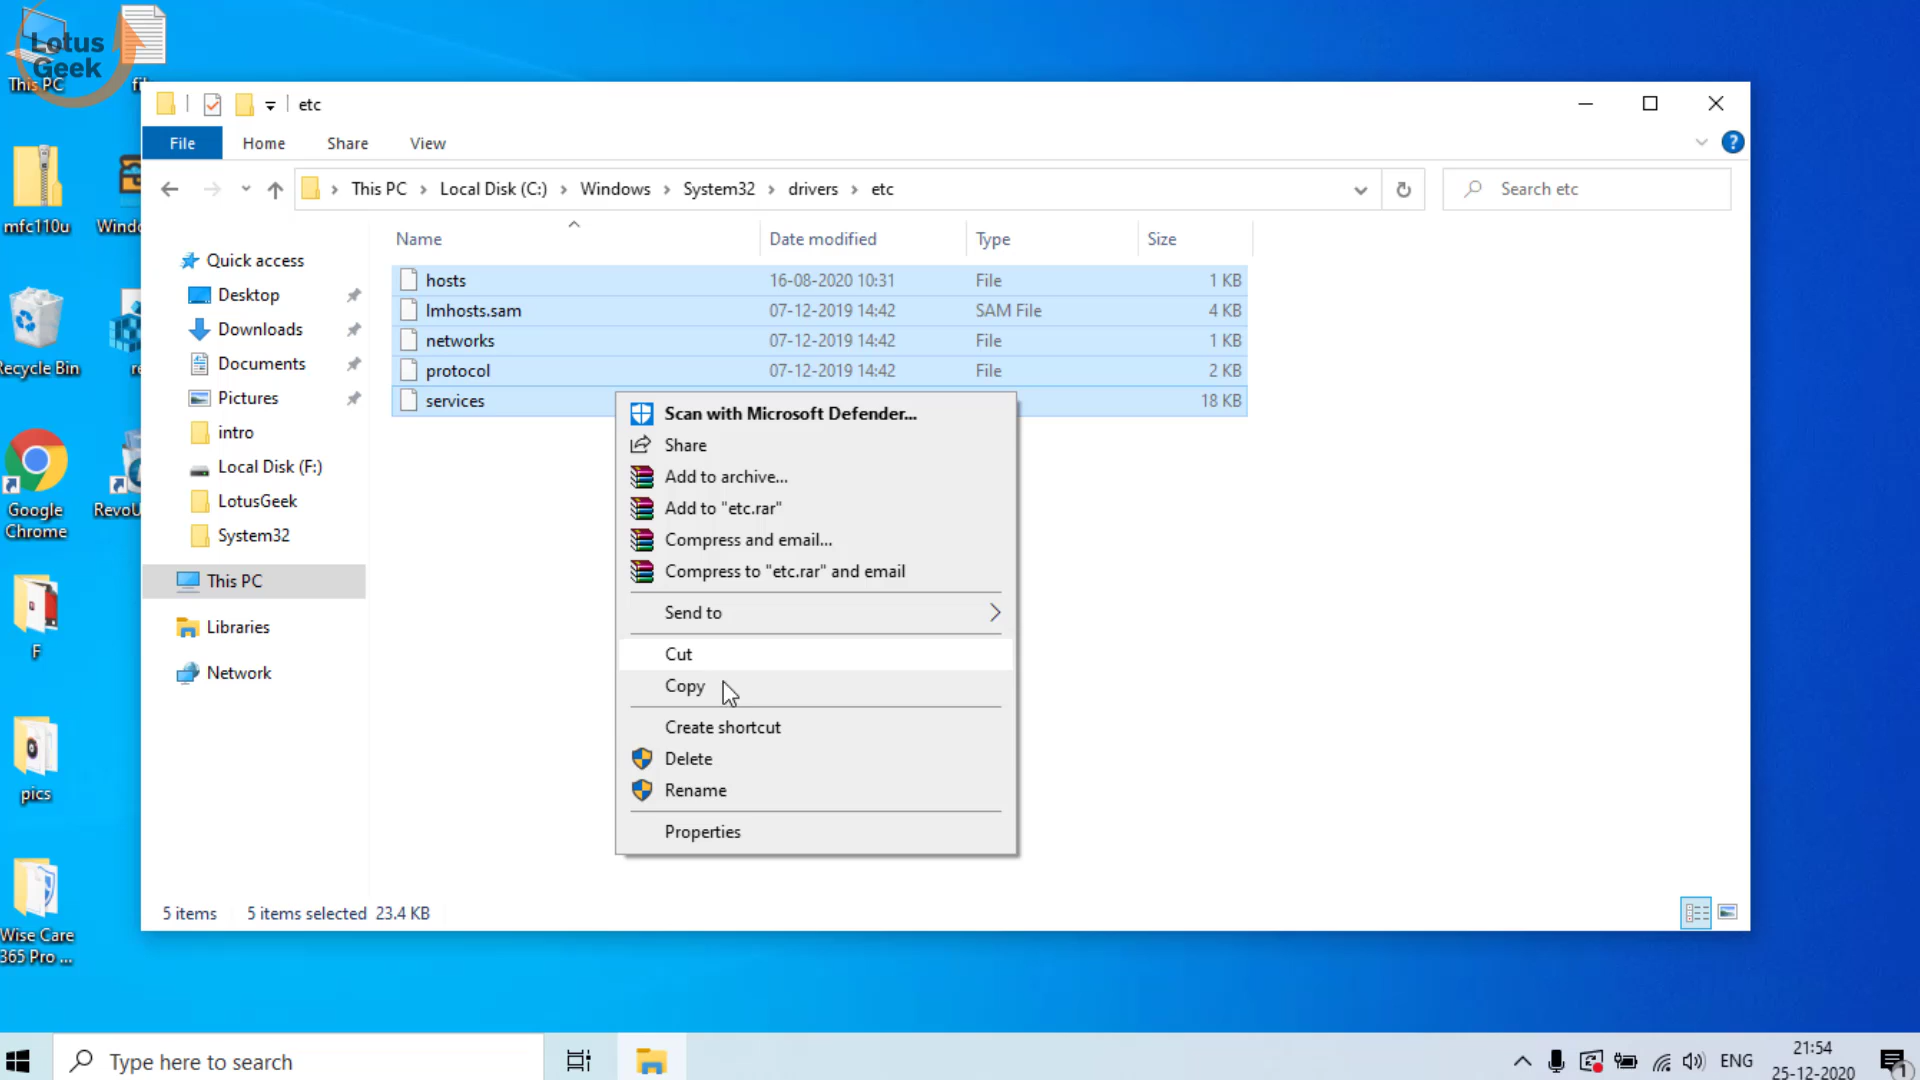 Lotus
Geek
This PC
mfc110u
Recycle Bin
Google
Chrome
F
pics
Wise Care
365 Pro ...
etc
File
Home
Share
View
This PC
Local Disk (C:)
Windows
System32
drivers
etc
Search etc
Name
Date modified
Type
Size
Quick access
Desktop
Downloads
Documents
Pictures
intro
Local Disk (F:)
LotusGeek
System32
This PC
Libraries
Network
hosts 16-08-2020 10:31 File 1 KB
lmhosts.sam 07-12-2019 14:42 SAM File 4 KB
networks 07-12-2019 14:42 File 1 KB
protocol 07-12-2019 14:42 File 2 KB
services 18 KB
Scan with Microsoft Defender...
Share
Add to archive...
Add to "etc.rar"
Compress and email...
Compress to "etc.rar" and email
Send to
Cut
Copy
Create shortcut
Delete
Rename
Properties
5 items
5 items selected 23.4 KB
Type here to search
ENG
21:54
25-12-2020
1